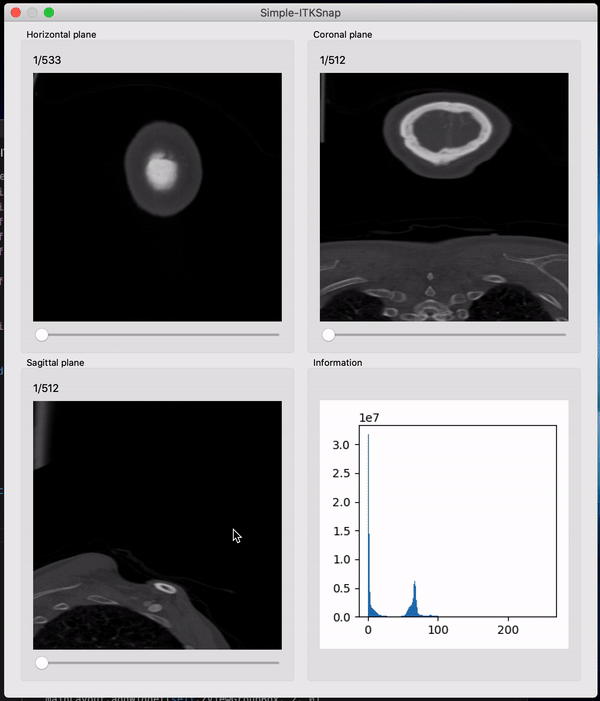 Simple-ITKSnap
Horizontal plane
1/533
Coronal plane
1/512
Sagittal plane
1/512
Information
1e7
3.0
2.5
2.0
1.5
1.0
0.5
0.0
0 100 200